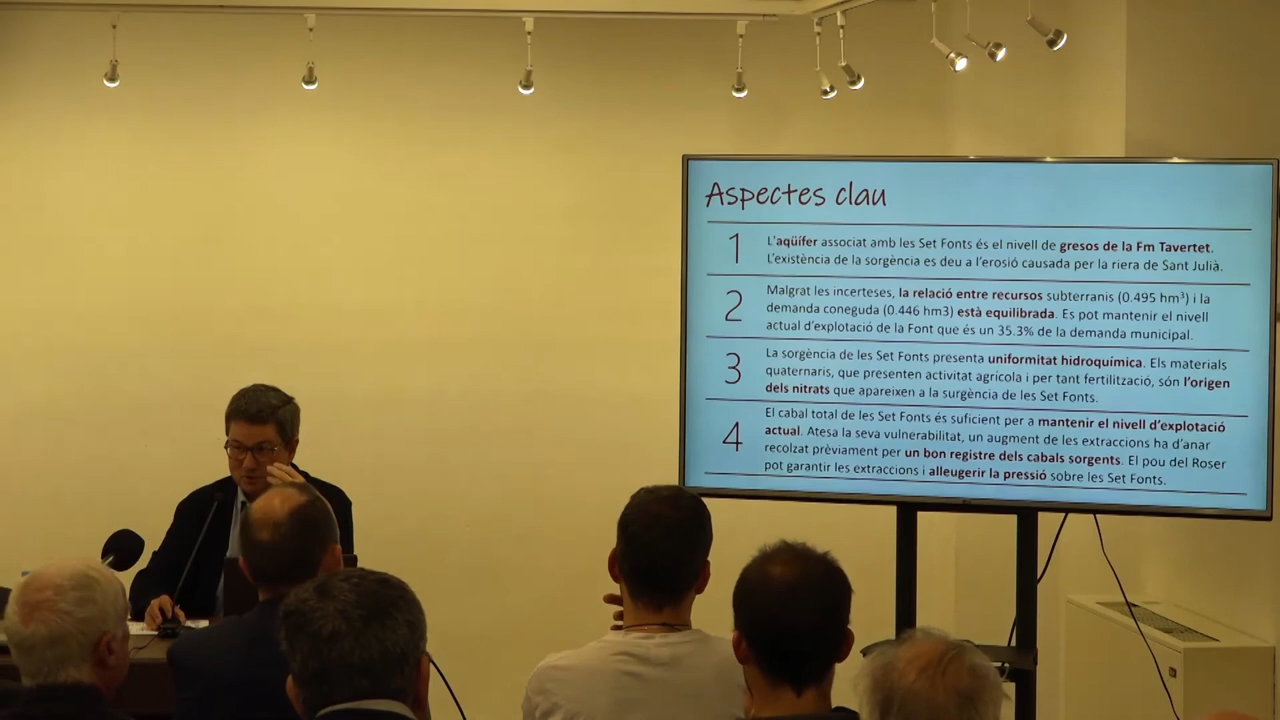 Aspectes clau
1
L'aqüífer associat amb les Set Fonts és el nivell de gresos de la Fm Tavertet.
L'existència de la sorgència es deu a l'erosió causada per la riera de Sant Julià.
2
Malgrat les incerteses, la relació entre recursos subterranis (0.495 hm³) i la
demanda coneguda (0.446 hm3) està equilibrada. Es pot mantenir el nivell
actual d'explotació de la Font que és un 35.3% de la demanda municipal.
3
La sorgència de les Set Fonts presenta uniformitat hidroquímica. Els materials
quaternaris, que presenten activitat agrícola i per tant fertilització, són l'origen
dels nitrats que apareixen a la surgència de les Set Fonts.
4
El cabal total de les Set Fonts és suficient per a mantenir el nivell d'explotació
actual. Atesa la seva vulnerabilitat, un augment de les extraccions ha d'anar
recolzat prèviament per un bon registre dels cabals sorgents. El pou del Roser
pot garantir les extraccions i alleugerir la pressió sobre les Set Fonts.